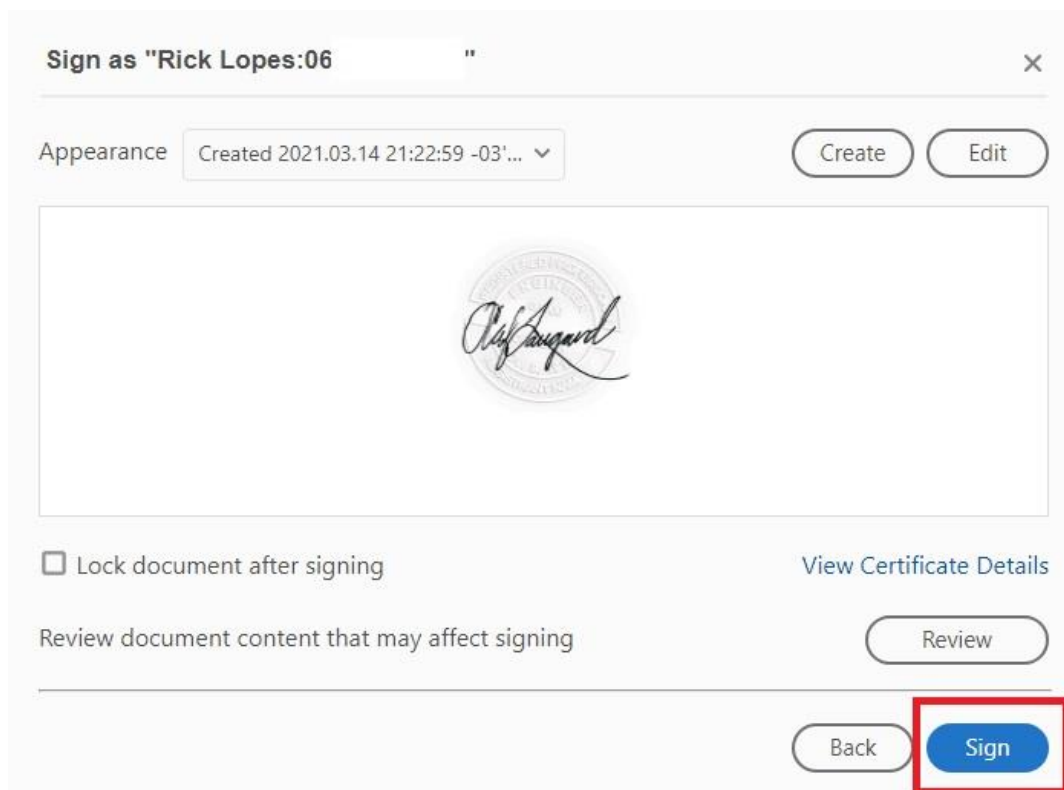 Sign as "Rick Lopes:06 "
Appearance Created 2021.03.14 21:22:59 -03'... Create Edit
ENGINEER
Lock document after signing View Certificate Details
Review document content that may affect signing Review
Back Sign